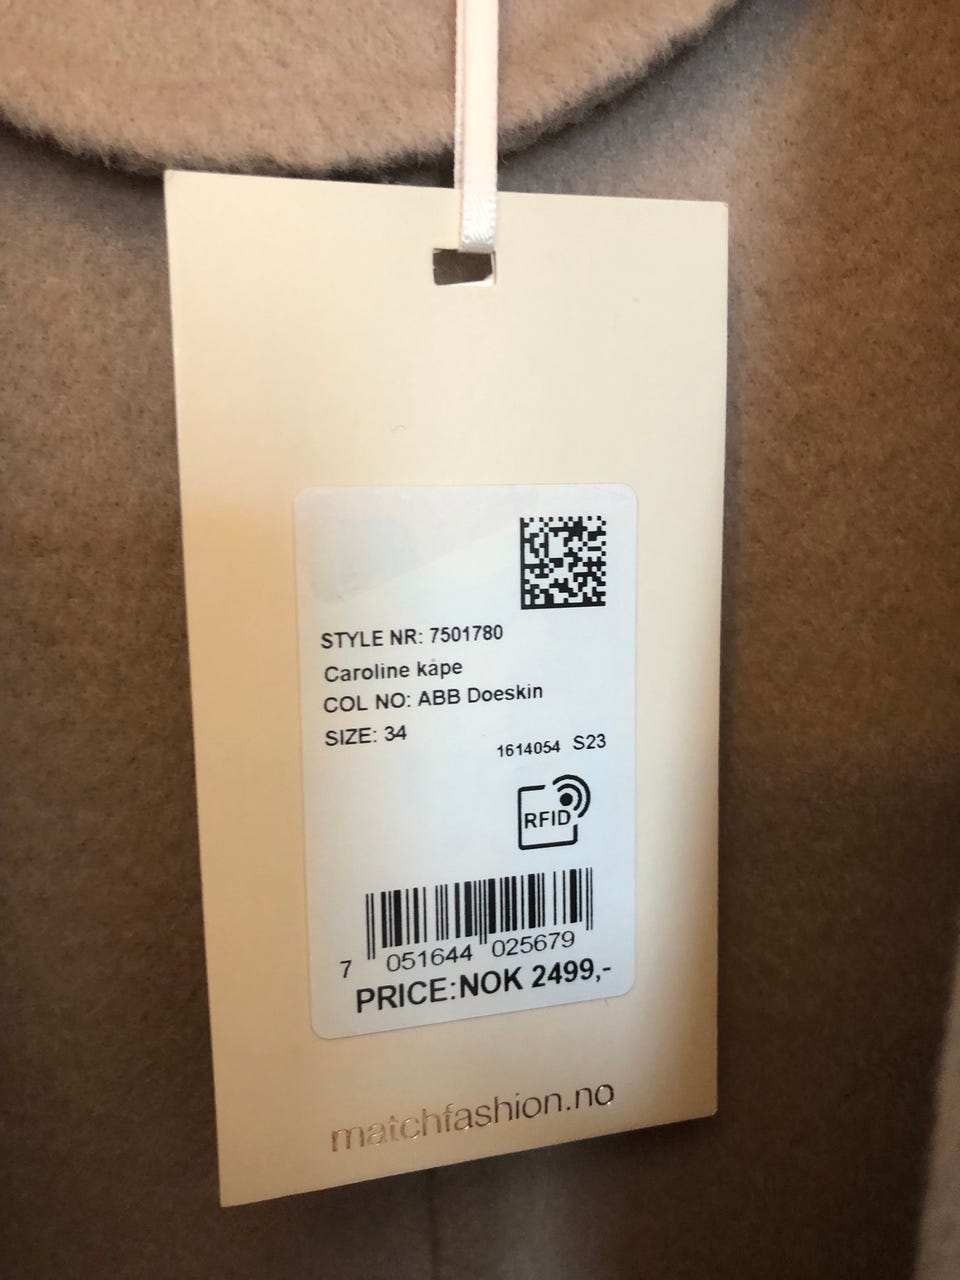 STYLE NR: 7501780
Caroline kåpe
COL NO: ABB Doeskin
SIZE: 34
1614054 S23
RFID
7 051644 025679
PRICE:NOK 2499,-
matchfashion.no